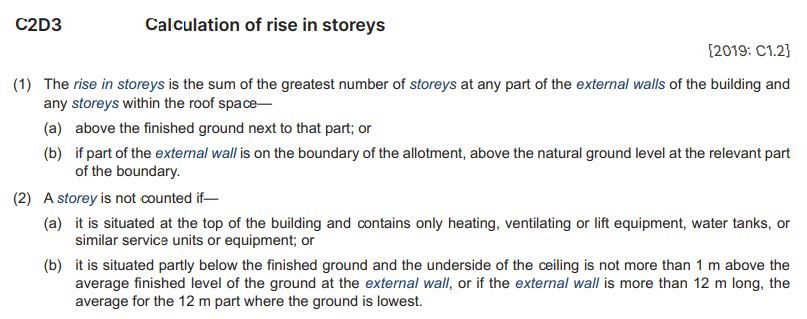 C2D3 Calculation of rise in storeys
[2019: C1.2]
(1) The rise in storeys is the sum of the greatest number of storeys at any part of the external walls of the building and
any storeys within the roof space—
(a) above the finished ground next to that part; or
(b) if part of the external wall is on the boundary of the allotment, above the natural ground level at the relevant part
of the boundary.
(2) A storey is not counted if—
(a) it is situated at the top of the building and contains only heating, ventilating or lift equipment, water tanks, or
similar service units or equipment; or
(b) it is situated partly below the finished ground and the underside of the ceiling is not more than 1 m above the
average finished level of the ground at the external wall, or if the external wall is more than 12 m long, the
average for the 12 m part where the ground is lowest.